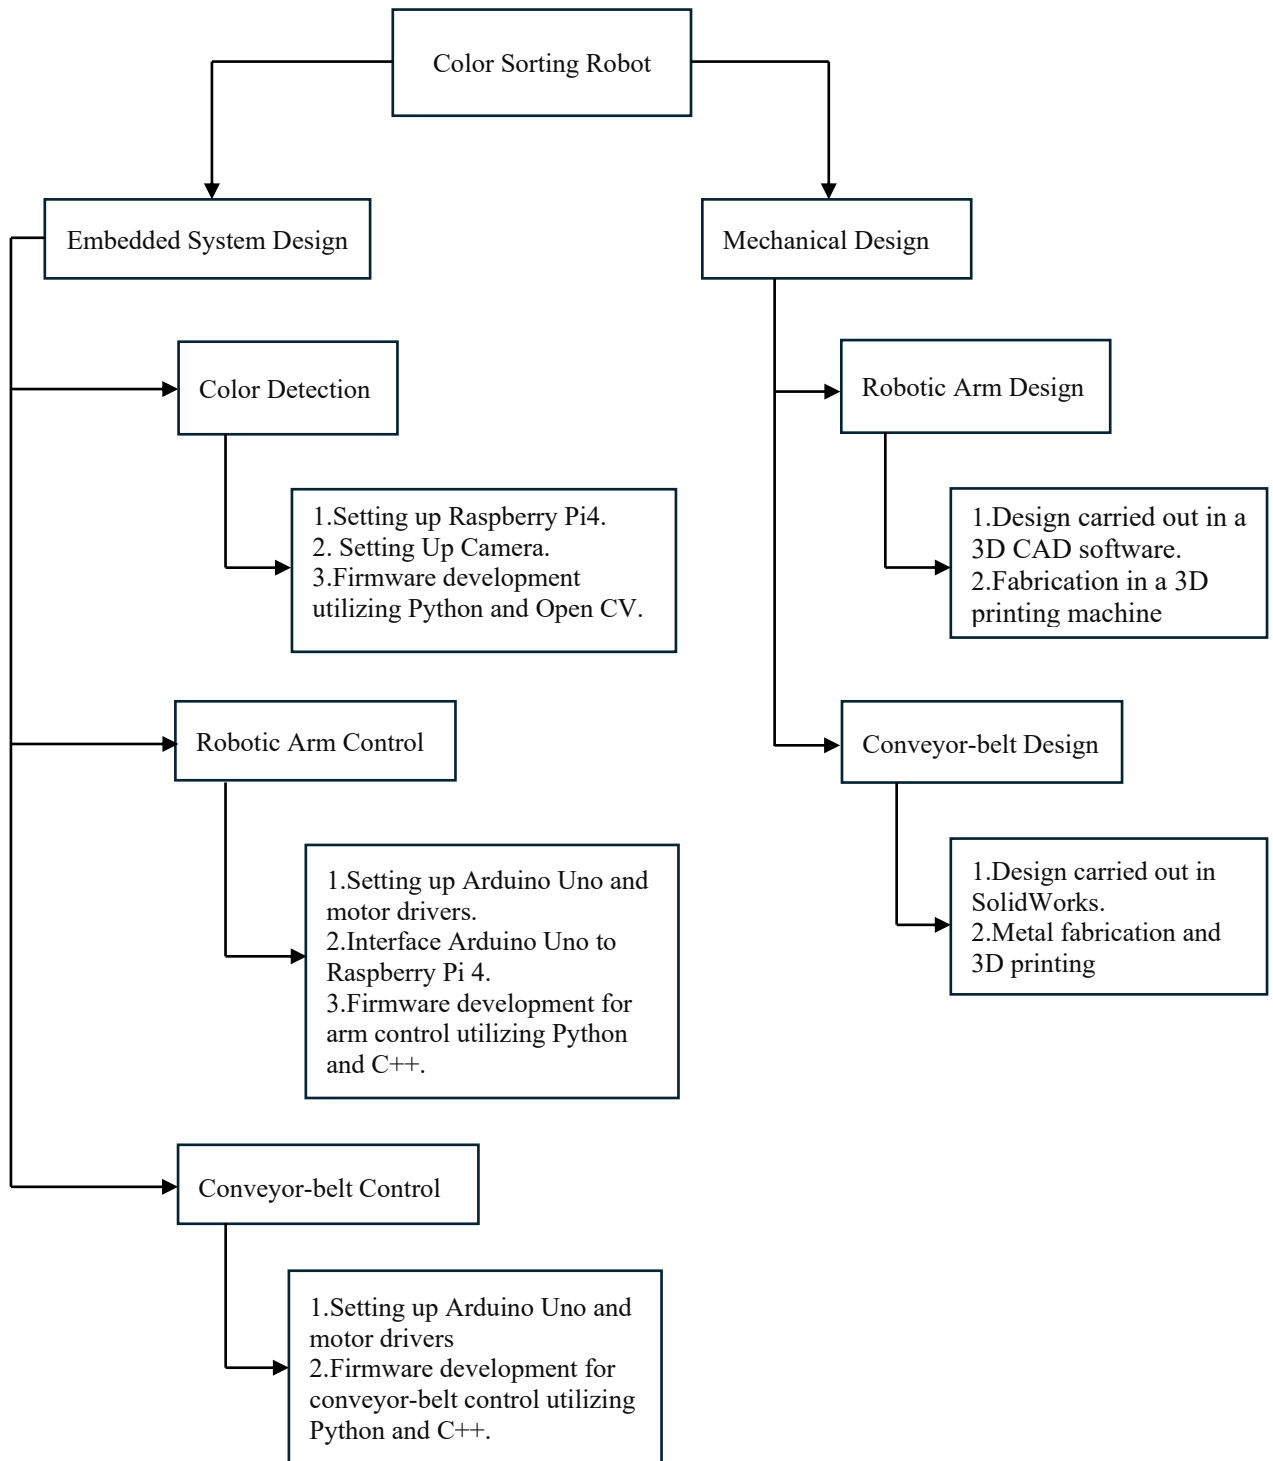 Color Sorting Robot
Embedded System Design
Mechanical Design
Color Detection
Robotic Arm Design
1.Setting up Raspberry Pi4.
2. Setting Up Camera.
3.Firmware development
utilizing Python and Open CV.
1.Design carried out in a
3D CAD software.
2.Fabrication in a 3D
printing machine
Robotic Arm Control
Conveyor-belt Design
1.Setting up Arduino Uno and
motor drivers.
2.Interface Arduino Uno to
Raspberry Pi 4.
3.Firmware development for
arm control utilizing Python
and C++.
1.Design carried out in
SolidWorks.
2.Metal fabrication and
3D printing
Conveyor-belt Control
1.Setting up Arduino Uno and
motor drivers
2.Firmware development for
conveyor-belt control utilizing
Python and C++.